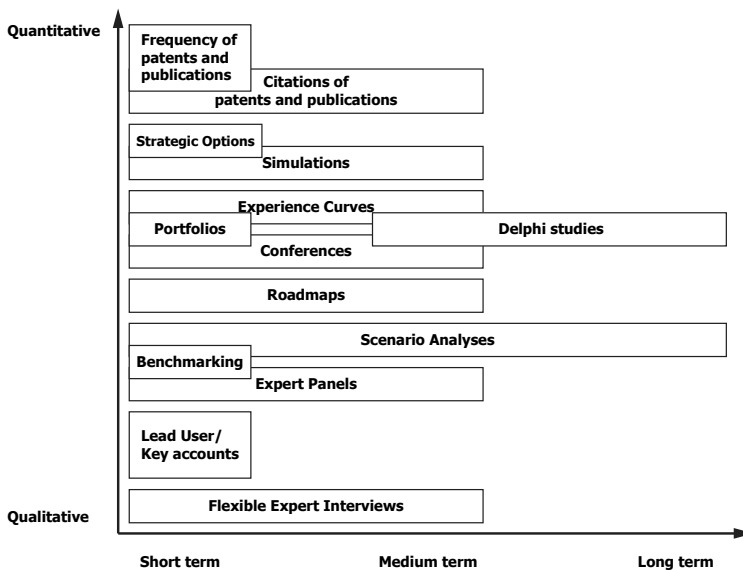 Quantitative
Frequency of
patents and
publications
Citations of
patents and publications
Strategic Options
Simulations
Experience Curves
Portfolios
Delphi studies
Conferences
Roadmaps
Scenario Analyses
Benchmarking
Expert Panels
Lead User/
Key accounts
Flexible Expert Interviews
Qualitative
Short term
Medium term
Long term